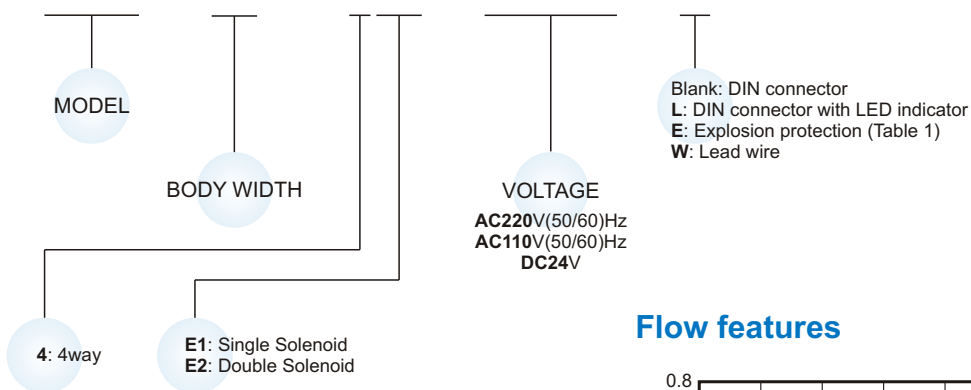 MODEL
BODY WIDTH
4: 4way
E1: Single Solenoid
E2: Double Solenoid
VOLTAGE
AC220V(50/60)Hz
AC110V(50/60)Hz
DC24V
Blank: DIN connector
L: DIN connector with LED indicator
E: Explosion protection (Table 1)
W: Lead wire
Flow features
0.8